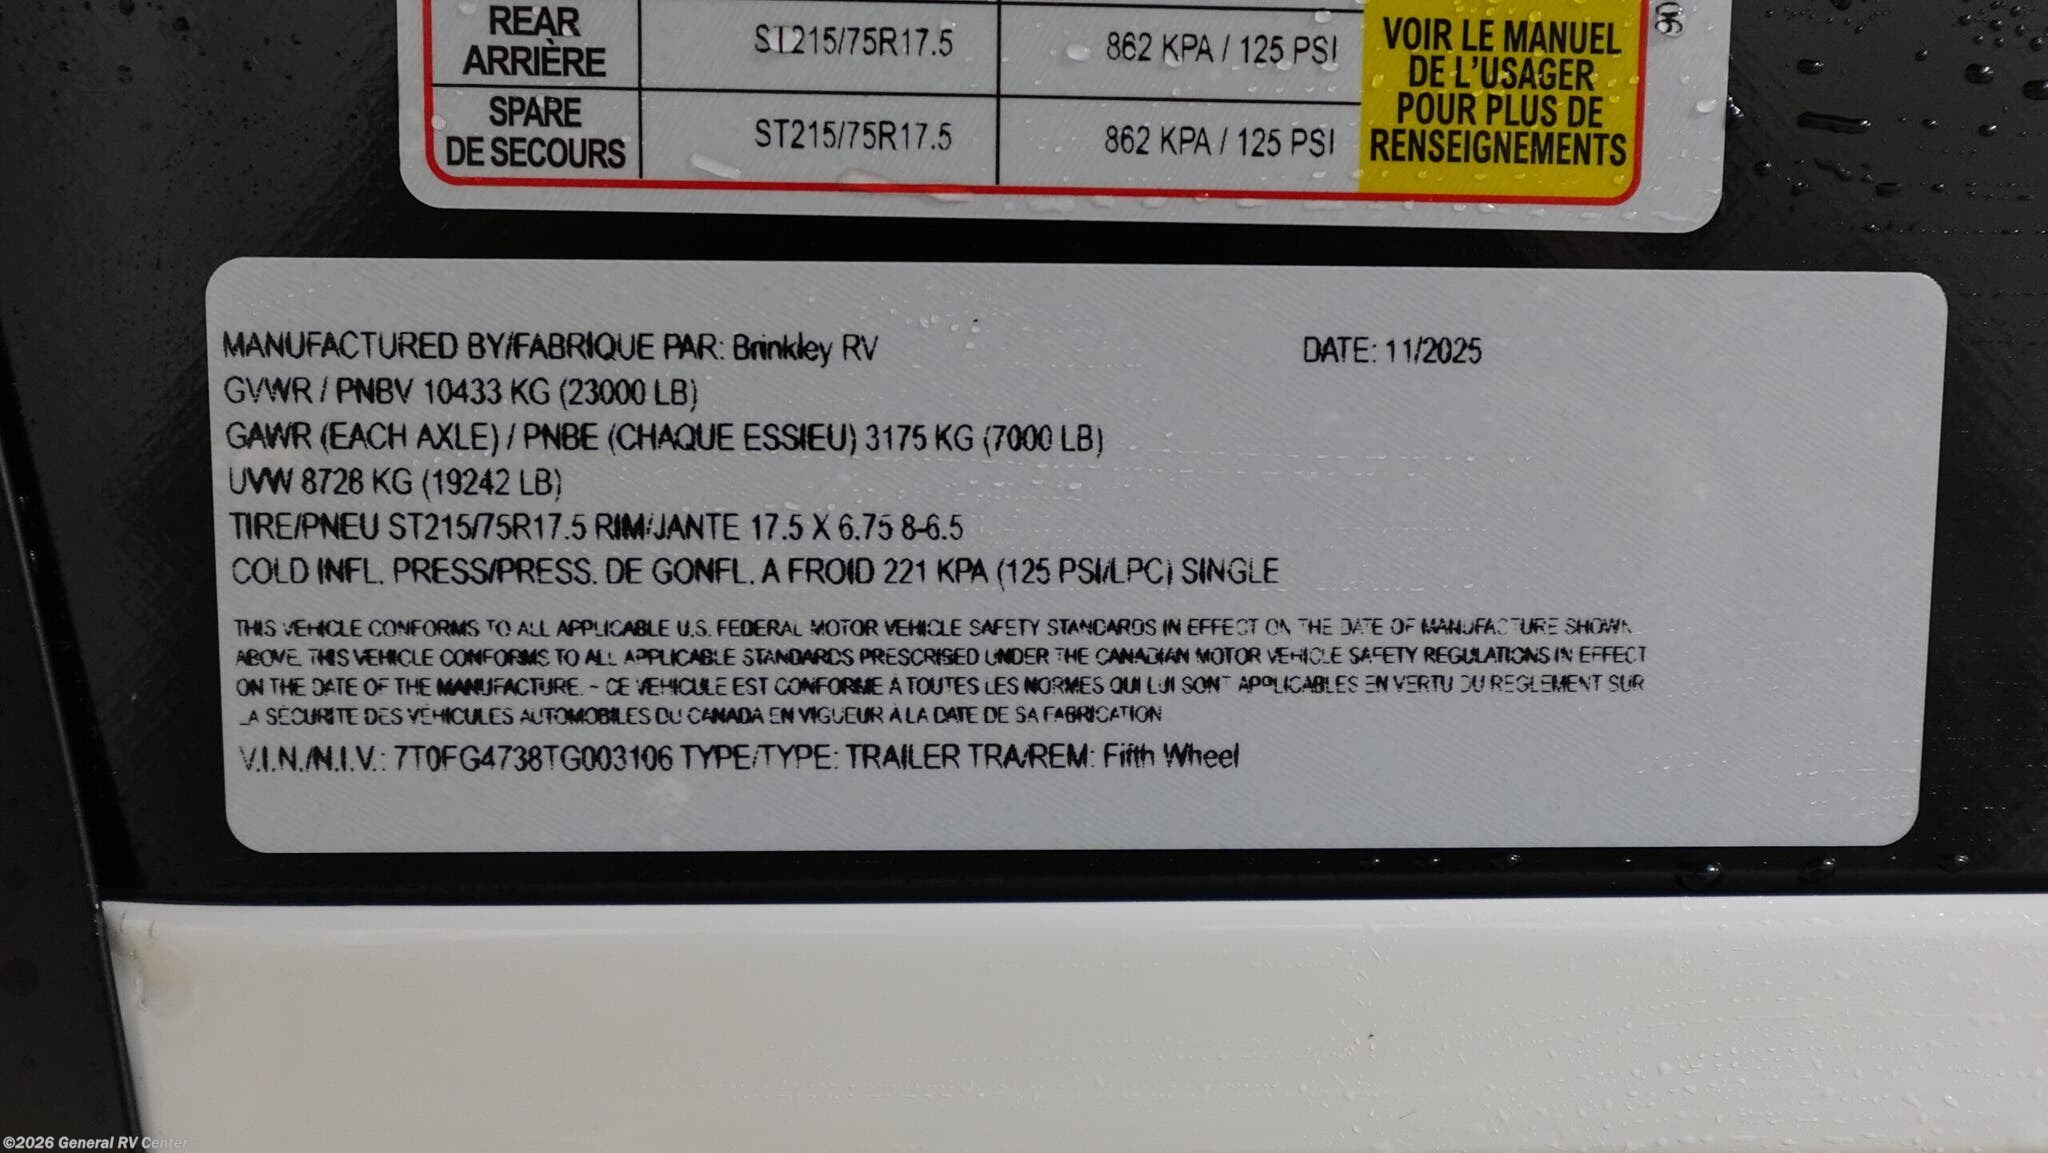 REAR
ARRIÈRE
ST215/75R17.5
862 KPA / 125 PSI
SPARE
DE SECOURS
ST215/75R17.5
862 KPA / 125 PSI
VOIR LE MANUEL
DE L'USAGER
POUR PLUS DE
RENSEIGNEMENTS
MANUFACTURED BY/FABRIQUE PAR: Brinkley RV
DATE: 11/2025
GVWR / PNBV 10433 KG (23000 LB)
GAWR (EACH AXLE) / PNBE (CHAQUE ESSIEU) 3175 KG (7000 LB)
UVW 8728 KG (19242 LB)
TIRE/PNEU ST215/75R17.5 RIM/JANTE 17.5 X 6.75 8-6.5
COLD INFL. PRESS/PRESS. DE GONFL. A FROID 221 KPA (125 PSI/LPC) SINGLE
THIS VEHICLE CONFORMS TO ALL APPLICABLE U.S. FEDERAL MOTOR VEHICLE SAFETY STANDARDS IN EFFECT ON THE DATE OF MANUFACTURE SHOWN
ABOVE. THIS VEHICLE CONFORMS TO ALL APPLICABLE STANDARDS PRESCRISED UNDER THE CANADIAN MOTOR VEHICLE SAFETY REGULATIONS IN EFFECT
ON THE DATE OF THE MANUFACTURE. - CE VEHICULE EST CONFORME À TOUTES LES NORMES QUI LUI SONT APPLICABLES EN VERTU DU REGLEMENT SUR
LA SÉCURITE DES VÉHICULES AUTOMOBILES DU CANADA EN VIGUEUR À LA DATE DE SA FABRICATION
V.I.N./N.I.V.: 7T0FG4738TG003106 TYPE/TYPE: TRAILER TRA/REM: Fifth Wheel
©2026 General RV Center